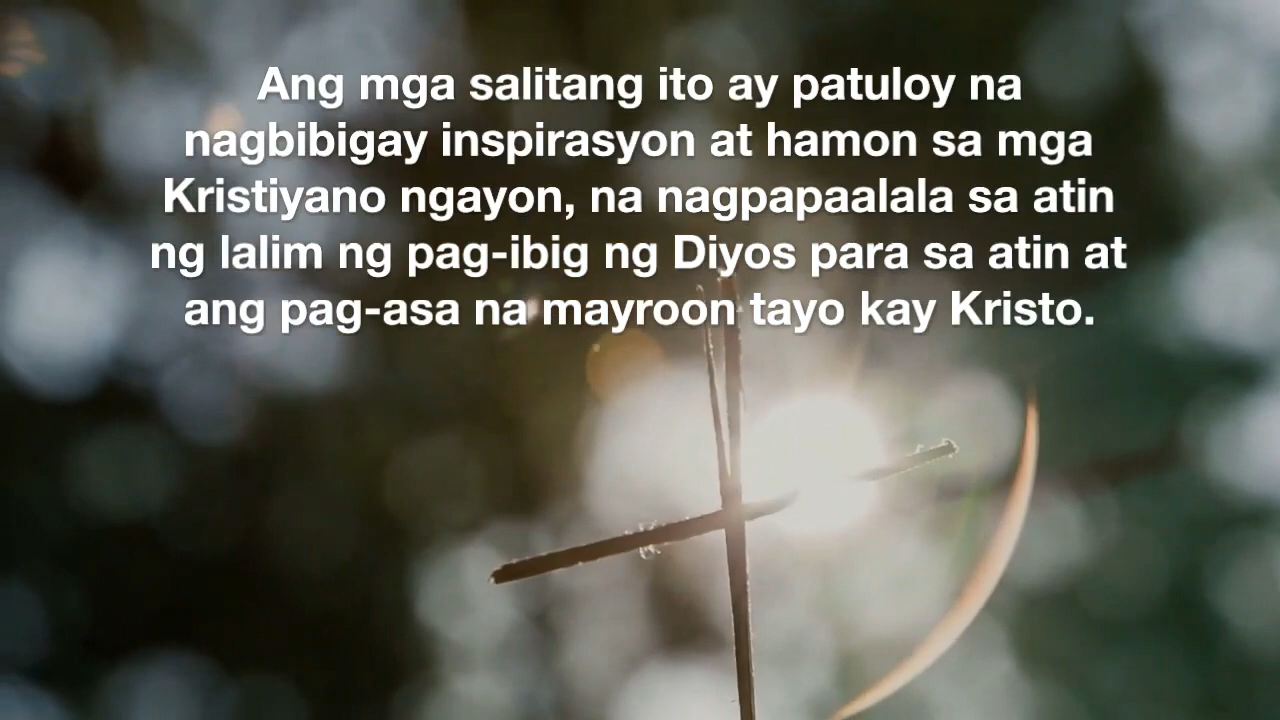 Ang mga salitang ito ay patuloy na
nagbibigay inspirasyon at hamon sa mga
Kristiyano ngayon, na nagpapaalala sa atin
ng lalim ng pag-ibig ng Diyos para sa atin at
ang pag-asa na mayroon tayo kay Kristo.